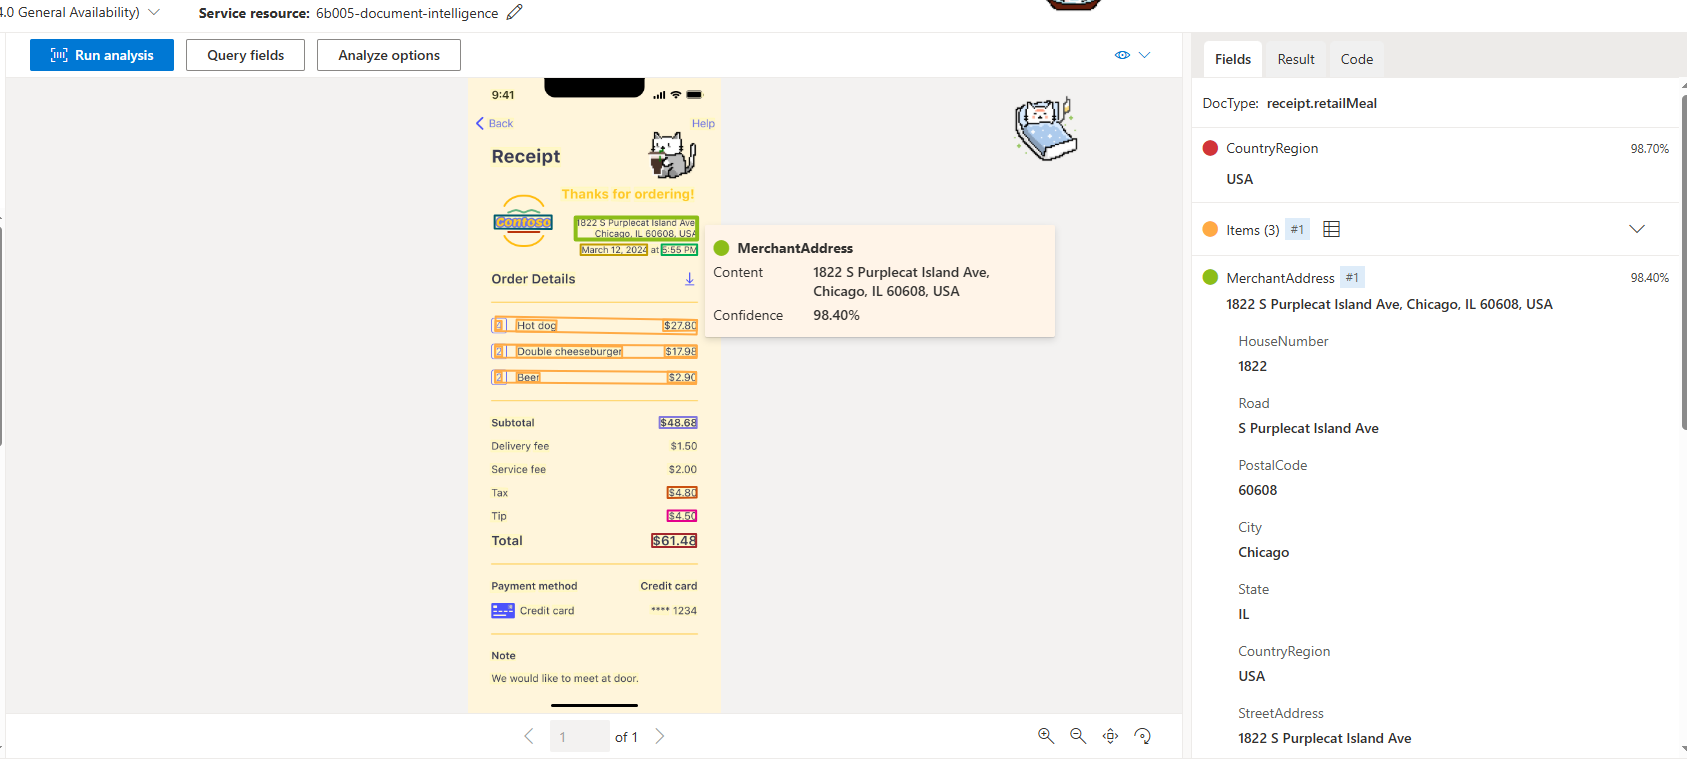 4.0 General Availability)
Service resource: 6b005-document-intelligence
Run analysis
Query fields
Analyze options
9:41
Back
Help
Receipt
Thanks for ordering!
Contoso
1822 S Purplecat Island Ave
Chicago, IL 60608, USA
March 12, 2024 at 5:55 PM
Order Details
Hot dog $27.80
2 Double cheeseburger $17.98
2 Beer $2.90
Subtotal $48.68
Delivery fee $1.50
Service fee $2.00
Tax $4.80
Tip $4.50
Total $61.48
Payment method Credit card
Credit card **** 1234
Note
We would like to meet at door.
MerchantAddress
Content 1822 S Purplecat Island Ave,
Chicago, IL 60608, USA
Confidence 98.40%
1 of 1
Fields
Result
Code
DocType: receipt.retailMeal
CountryRegion 98.70%
USA
Items (3) #1
MerchantAddress #1 98.40%
1822 S Purplecat Island Ave, Chicago, IL 60608, USA
HouseNumber
1822
Road
S Purplecat Island Ave
PostalCode
60608
City
Chicago
State
IL
CountryRegion
USA
StreetAddress
1822 S Purplecat Island Ave